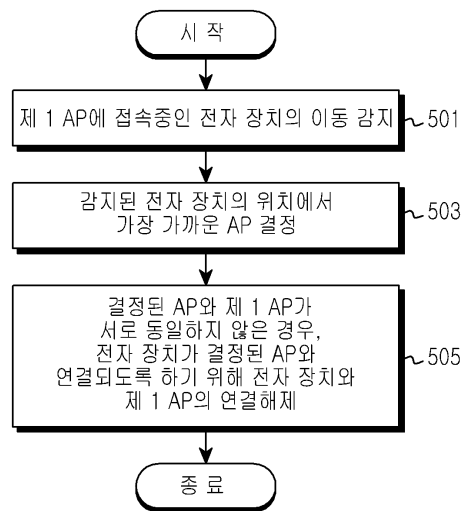 시 작
제 1 AP에 접속중인 전자 장치의 이동 감지
501
감지된 전자 장치의 위치에서
가장 가까운 AP 결정
503
결정된 AP와 제 1 AP가
서로 동일하지 않은 경우,
전자 장치가 결정된 AP와
연결되도록 하기 위해 전자 장치와
제 1 AP의 연결해제
505
종 료